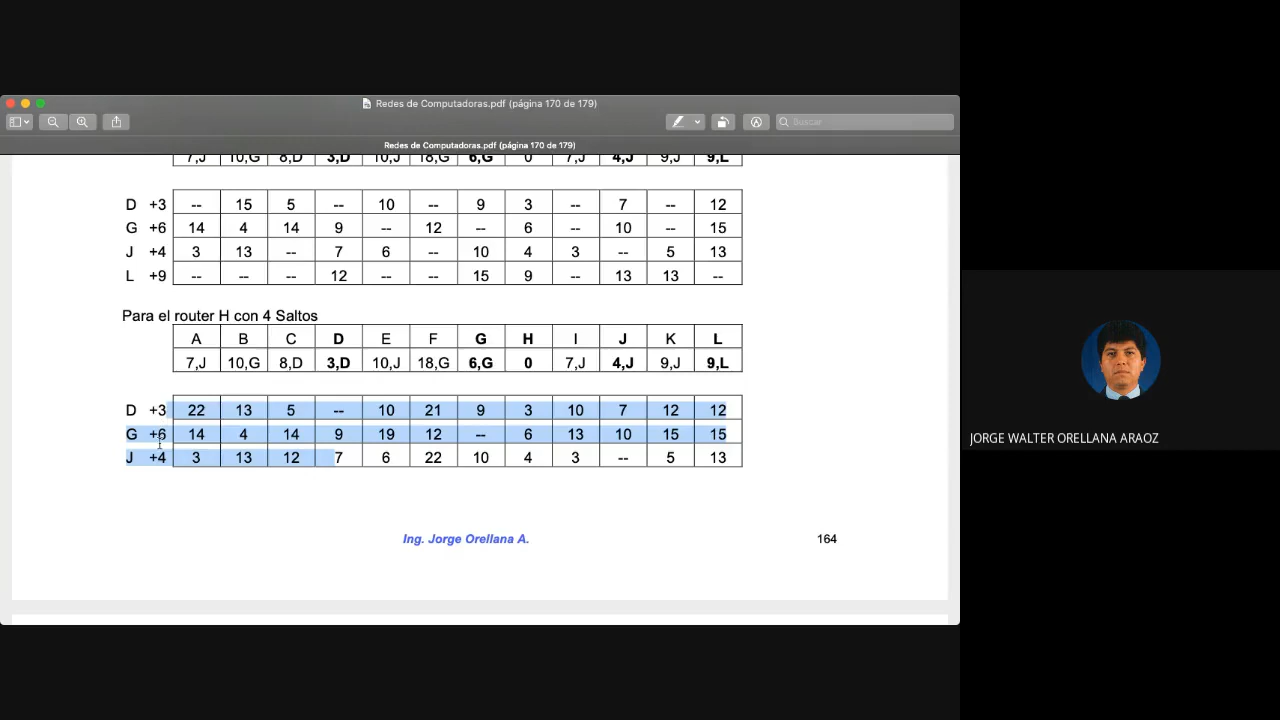 Redes de Computadoras.pdf (página 170 de 179)
Buscar
Redes de Computadoras.pdf (página 170 de 179)
7,J 10,G 8,D 3,D 10,J 18,G 6,G 0 7,J 4,J 9,J 9,L
D +3 -- 15 5 -- 10 -- 9 3 -- 7 -- 12
G +6 14 4 14 9 -- 12 -- 6 -- 10 -- 15
J +4 3 13 -- 7 6 -- 10 4 3 -- 5 13
L +9 -- -- -- 12 -- -- 15 9 -- 13 13 --
Para el router H con 4 Saltos
A B C D E F G H I J K L
7,J 10,G 8,D 3,D 10,J 18,G 6,G 0 7,J 4,J 9,J 9,L
D +3 22 13 5 -- 10 21 9 3 10 7 12 12
G +6 14 4 14 9 19 12 -- 6 13 10 15 15
J +4 3 13 12 7 6 22 10 4 3 -- 5 13
Ing. Jorge Orellana A. 164
JORGE WALTER ORELLANA ARAOZ